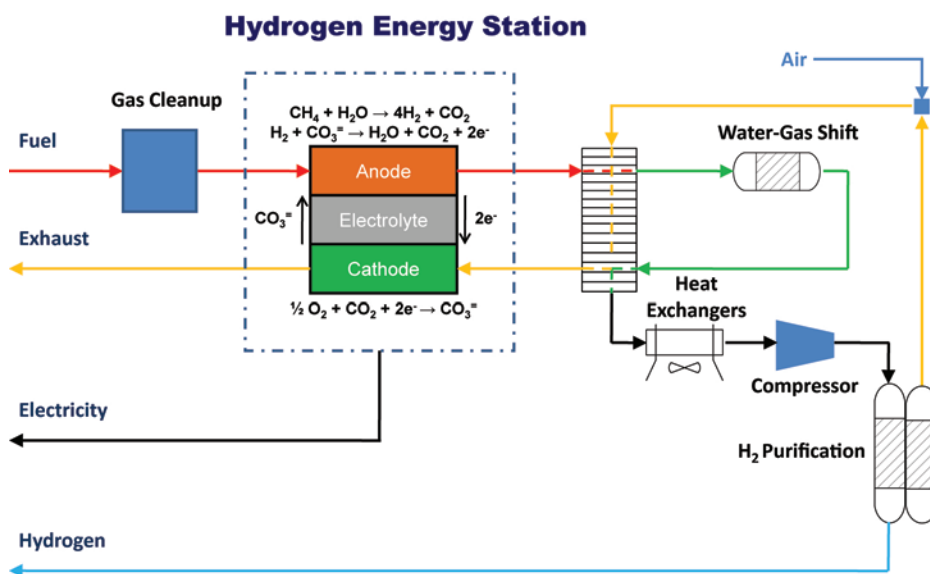 Hydrogen Energy Station
Air
Gas Cleanup
CH₄ + H₂O → 4H₂ + CO₂
H₂ + CO₃⁼ → H₂O + CO₂ + 2e⁻
Water-Gas Shift
Fuel
Anode
CO₃⁼
Electrolyte
2e⁻
Exhaust
Cathode
½ O₂ + CO₂ + 2e⁻ → CO₃⁼
Heat
Exchangers
Compressor
Electricity
H₂ Purification
Hydrogen